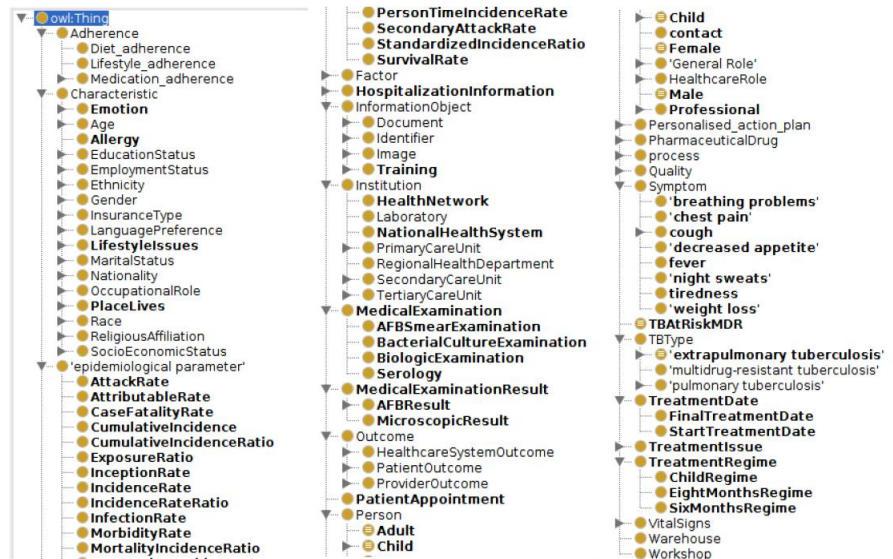 owl:Thing
Adherence
Diet_adherence
Lifestyle_adherence
Medication_adherence
Characteristic
Emotion
Age
Allergy
EducationStatus
EmploymentStatus
Ethnicity
Gender
InsuranceType
LanguagePreference
LifestyleIssues
MaritalStatus
Nationality
OccupationalRole
PlaceLives
Race
ReligiousAffiliation
SocioEconomicStatus
'epidemiological parameter'
AttackRate
AttributableRate
CaseFatalityRate
CumulativeIncidence
CumulativeIncidenceRatio
ExposureRatio
InceptionRate
IncidenceRate
IncidenceRateRatio
InfectionRate
MorbidityRate
MortalityIncidenceRatio
PersonTimeIncidenceRate
SecondaryAttackRate
StandardizedIncidenceRatio
SurvivalRate
Factor
HospitalizationInformation
InformationObject
Document
Identifier
Image
Training
Institution
HealthNetwork
Laboratory
NationalHealthSystem
PrimaryCareUnit
RegionalHealthDepartment
SecondaryCareUnit
TertiaryCareUnit
MedicalExamination
AFBSmearExamination
BacterialCultureExamination
BiologicExamination
Serology
MedicalExaminationResult
AFBResult
MicroscopicResult
Outcome
HealthcareSystemOutcome
PatientOutcome
ProviderOutcome
PatientAppointment
Person
Adult
Child
Child
contact
Female
'General Role'
HealthcareRole
Male
Professional
Personalised_action_plan
PharmaceuticalDrug
process
Quality
Symptom
'breathing problems'
'chest pain'
cough
'decreased appetite'
fever
'night sweats'
tiredness
'weight loss'
TBAtRiskMDR
TBType
'extrapulmonary tuberculosis'
'multidrug-resistant tuberculosis'
'pulmonary tuberculosis'
TreatmentDate
FinalTreatmentDate
StartTreatmentDate
TreatmentIssue
TreatmentRegime
ChildRegime
EightMonthsRegime
SixMonthsRegime
VitalSigns
Warehouse
Workshop